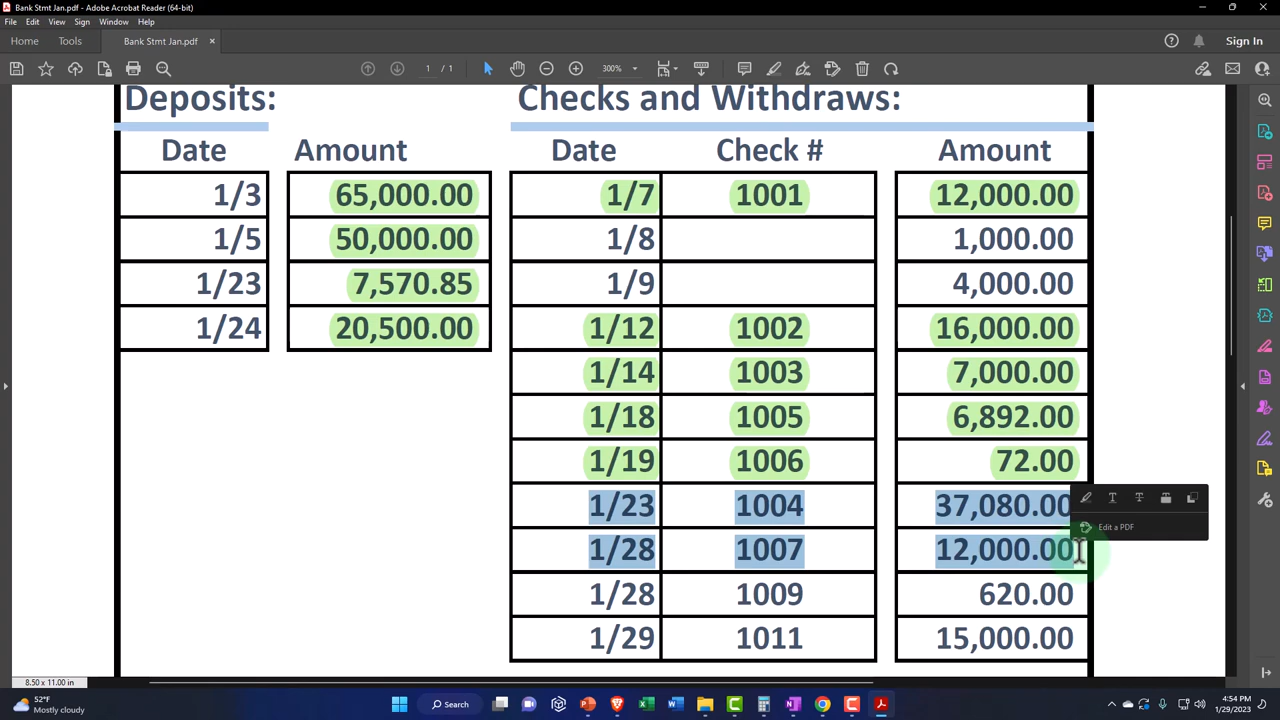 Bank Stmt Jan.pdf - Adobe Acrobat Reader (64-bit)
File Edit View Sign Window Help
Home Tools Bank Stmt Jan.pdf × Sign In
1 / 1 300%
Deposits: Checks and Withdraws:
Date Amount Date Check # Amount
1/3 65,000.00 1/7 1001 12,000.00
1/5 50,000.00 1/8 1,000.00
1/23 7,570.85 1/9 4,000.00
1/24 20,500.00 1/12 1002 16,000.00
1/14 1003 7,000.00
1/18 1005 6,892.00
1/19 1006 72.00
1/23 1004 37,080.00
Edit a PDF
1/28 1007 12,000.00
1/28 1009 620.00
1/29 1011 15,000.00
8.50 x 11.00 in
52°F
Mostly cloudy
Search
4:54 PM
1/29/2023